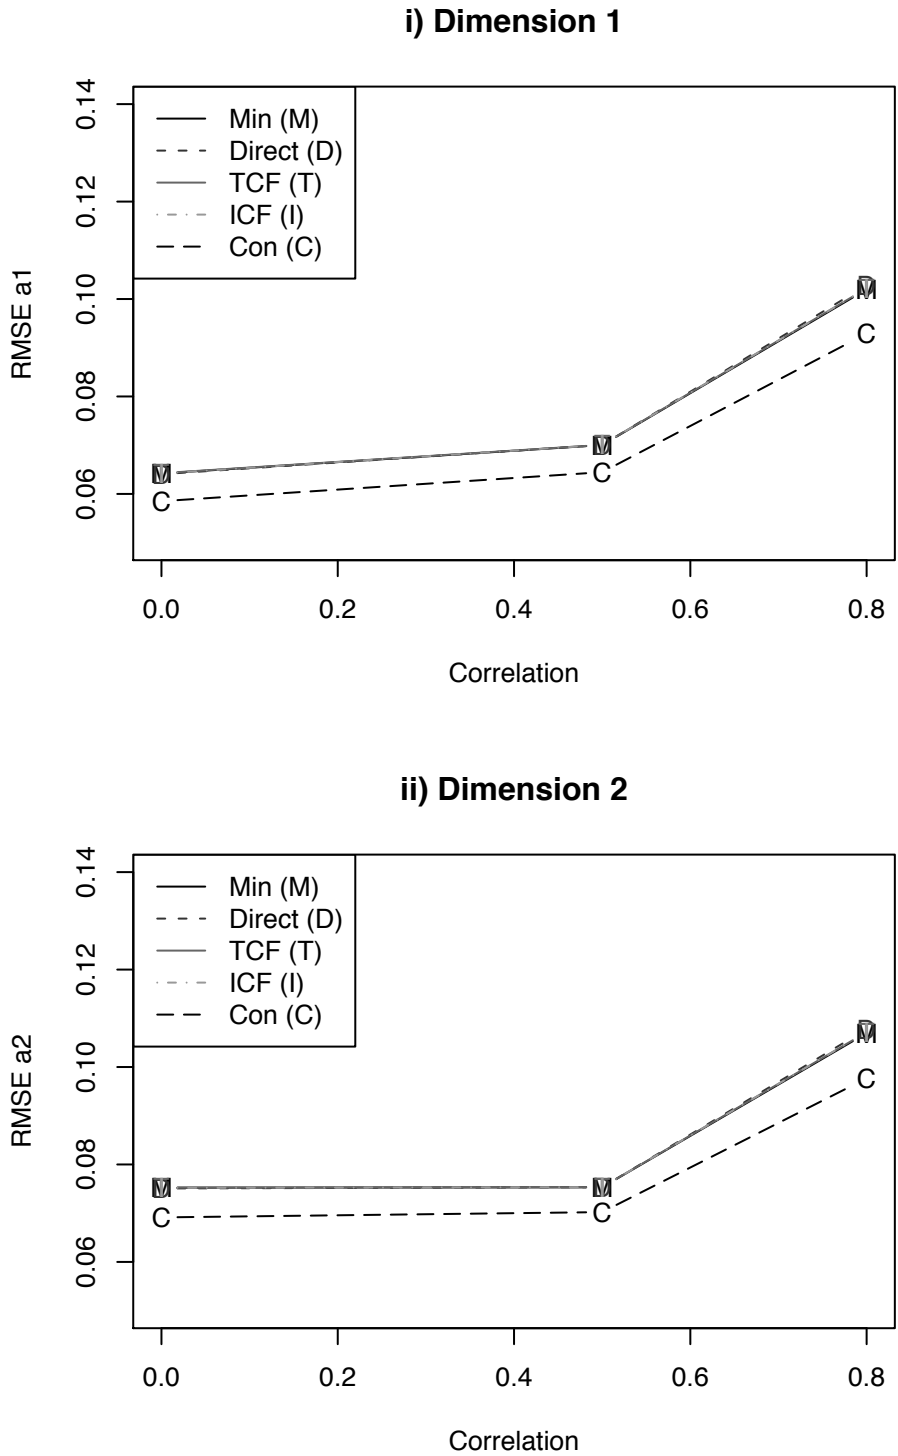 i) Dimension 1
0.14
0.12
0.10
0.08
0.06
RMSE a1
Min (M)
Direct (D)
TCF (T)
ICF (I)
Con (C)
M
M
M
C
C
C
0.0 0.2 0.4 0.6 0.8
Correlation
ii) Dimension 2
0.14
0.12
0.10
0.08
0.06
RMSE a2
Min (M)
Direct (D)
TCF (T)
ICF (I)
Con (C)
M
M
M
C
C
C
0.0 0.2 0.4 0.6 0.8
Correlation